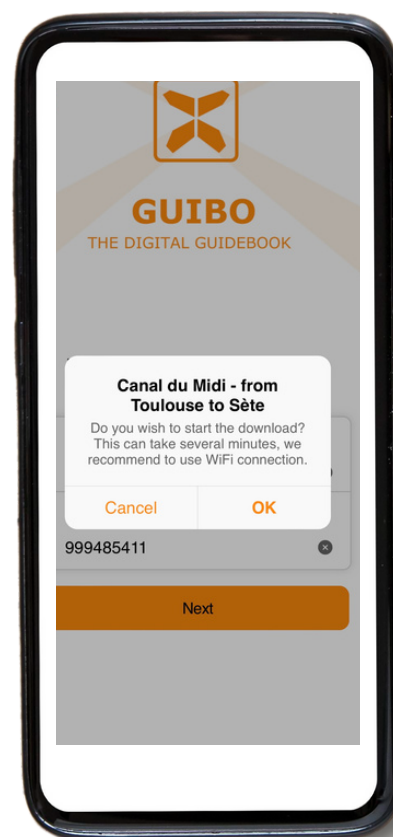 GUIBO
THE DIGITAL GUIDEBOOK
Canal du Midi - from
Toulouse to Sète
Do you wish to start the download?
This can take several minutes, we
recommend to use WiFi connection.
Cancel
OK
999485411
Next